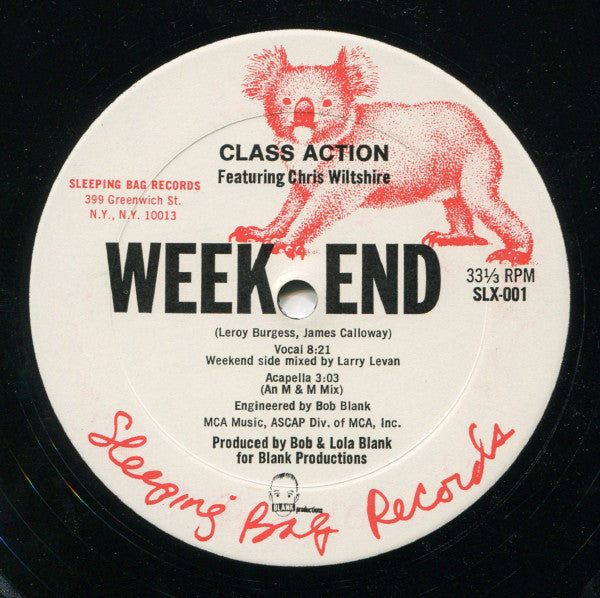 CLASS ACTION
Featuring Chris Wiltshire
SLEEPING BAG RECORDS
399 Greenwich St.
N.Y., N.Y. 10013
WEEK END
33⅓ RPM
SLX-001
(Leroy Burgess, James Calloway)
Vocal 8:21
Weekend side mixed by Larry Levan
Acapella 3:03
(An M & M Mix)
Engineered by Bob Blank
MCA Music, ASCAP Div. of MCA, Inc.
Produced by Bob & Lola Blank
for Blank Productions
BLANK productions
Sleeping Bag Records